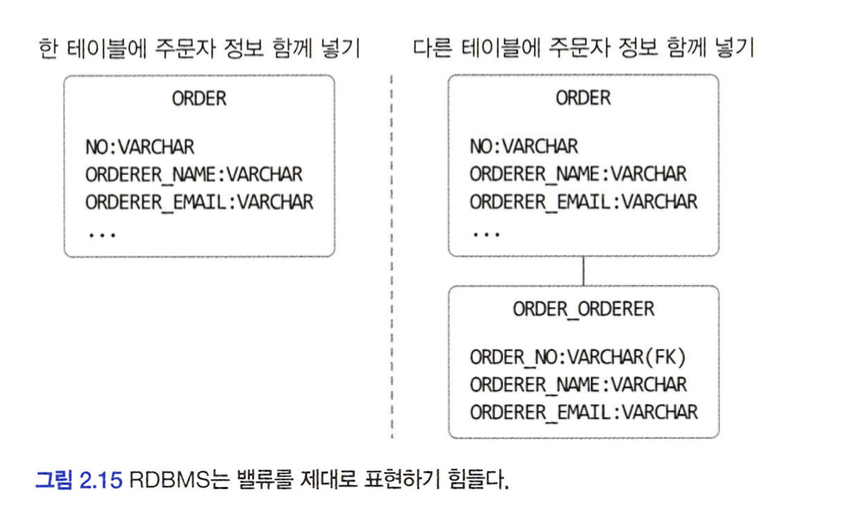 한 테이블에 주문자 정보 함께 넣기
ORDER
NO:VARCHAR
ORDERER_NAME:VARCHAR
ORDERER_EMAIL:VARCHAR
...
다른 테이블에 주문자 정보 함께 넣기
ORDER
NO:VARCHAR
ORDERER_NAME:VARCHAR
ORDERER_EMAIL:VARCHAR
...
ORDER_ORDERER
ORDER_NO:VARCHAR(FK)
ORDERER_NAME:VARCHAR
ORDERER_EMAIL:VARCHAR
그림 2.15 RDBMS는 밸류를 제대로 표현하기 힘들다.